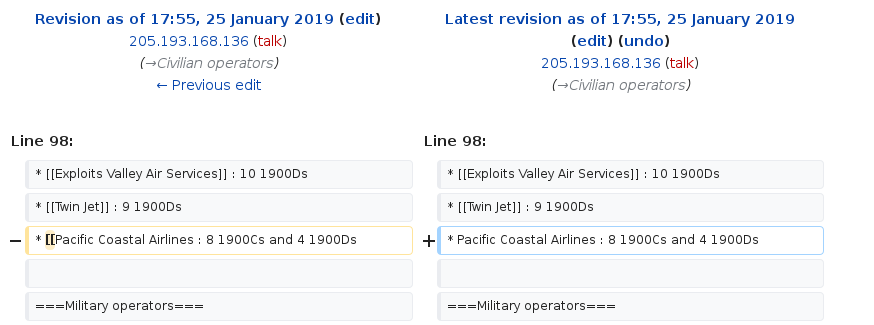 Revision as of 17:55, 25 January 2019 (edit)
205.193.168.136 (talk)
(→Civilian operators)
← Previous edit
Latest revision as of 17:55, 25 January 2019
(edit) (undo)
205.193.168.136 (talk)
(→Civilian operators)
Line 98:
Line 98:
* [[Exploits Valley Air Services]] : 10 1900Ds
* [[Exploits Valley Air Services]] : 10 1900Ds
* [[Twin Jet]] : 9 1900Ds
* [[Twin Jet]] : 9 1900Ds
− * [[Pacific Coastal Airlines : 8 1900Cs and 4 1900Ds
+ * Pacific Coastal Airlines : 8 1900Cs and 4 1900Ds
===Military operators===
===Military operators===